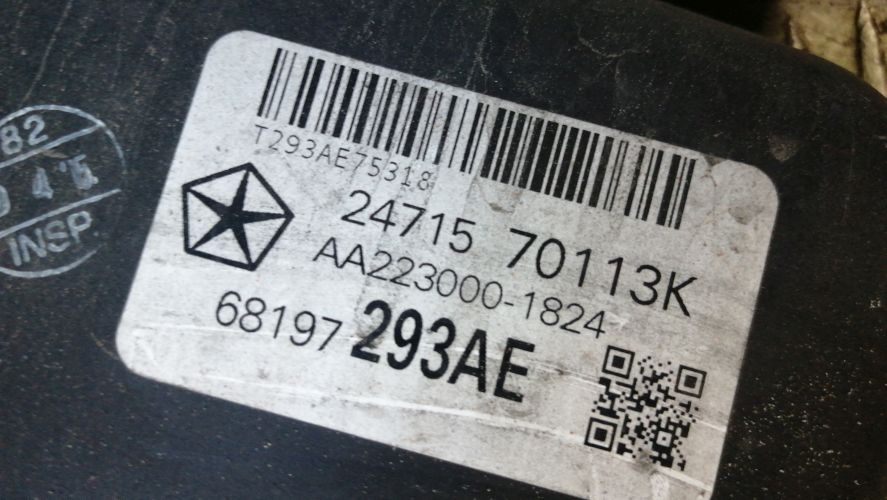 82
INSP.
T293AE75318
24715 70113K
AA223000-1824
68197 293AE